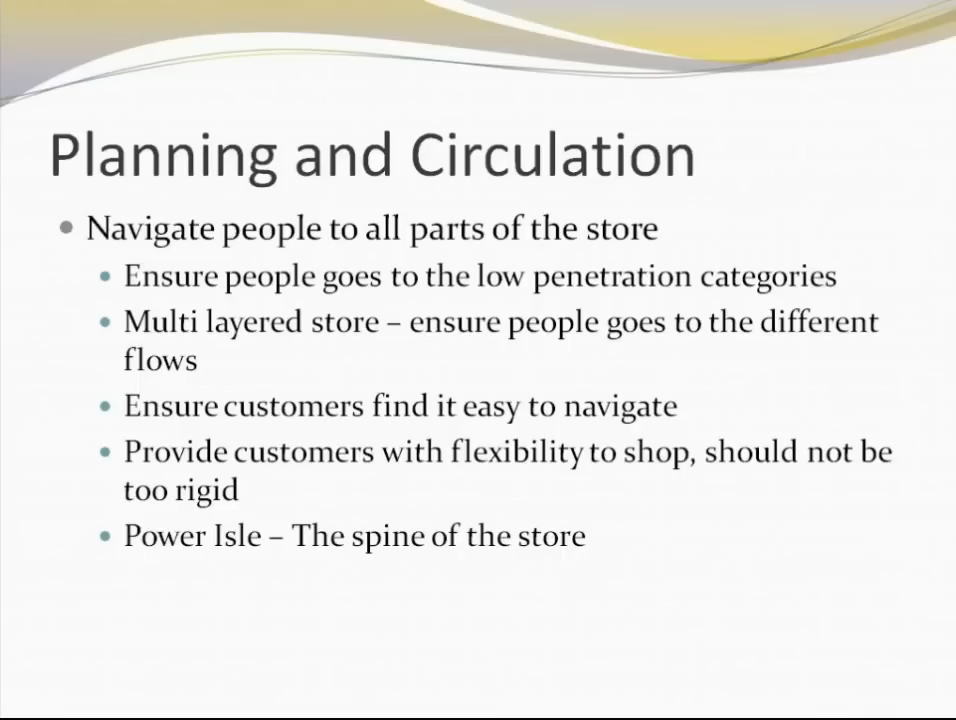 Planning and Circulation
Navigate people to all parts of the store
Ensure people goes to the low penetration categories
Multi layered store – ensure people goes to the different
flows
Ensure customers find it easy to navigate
Provide customers with flexibility to shop, should not be
too rigid
Power Isle – The spine of the store